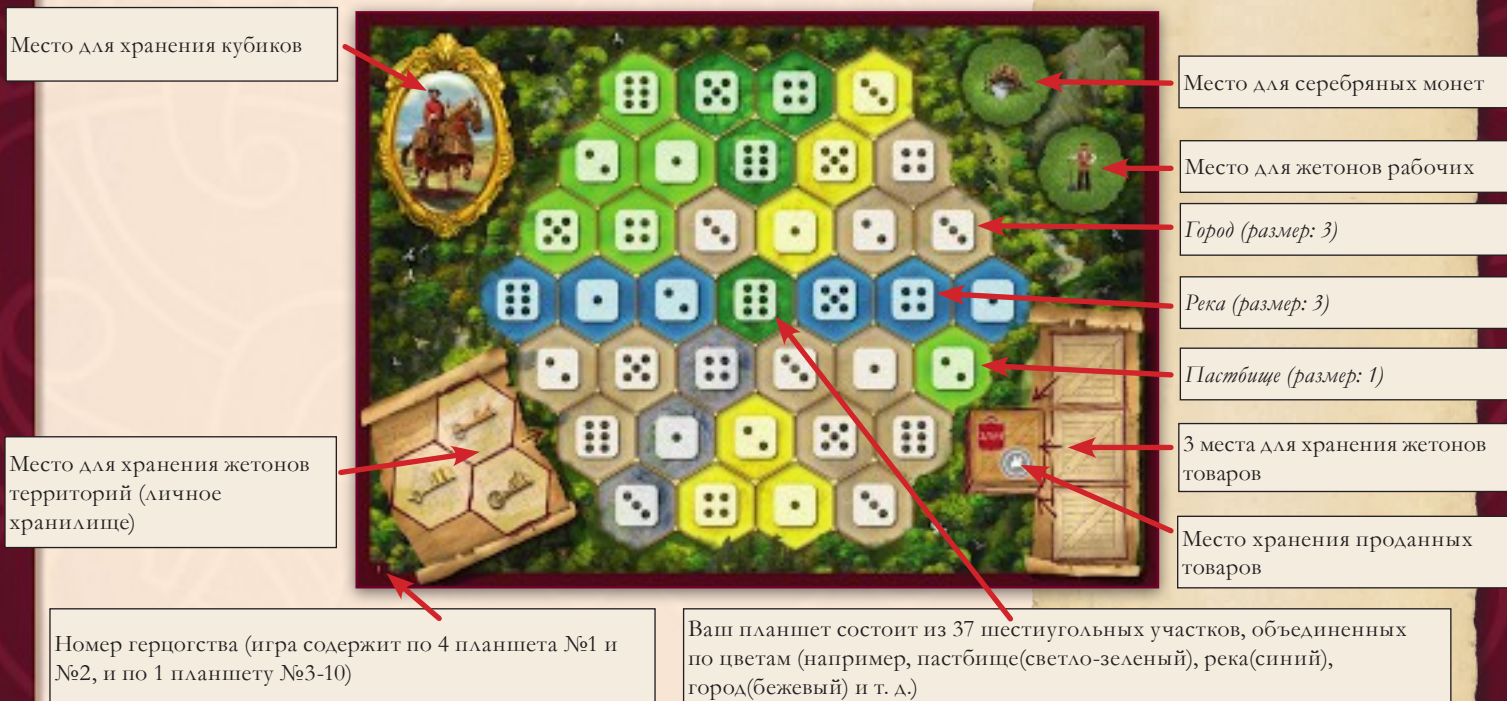 Место для хранения кубиков
Место для серебряных монет
Место для жетонов рабочих
Город (размер: 3)
Река (размер: 3)
Пастбище (размер: 1)
3 места для хранения жетонов
товаров
Место хранения проданных
товаров
Место для хранения жетонов
территорий (личное
хранилище)
Номер герцогства (игра содержит по 4 планшета №1 и
№2, и по 1 планшету №3-10)
Ваш планшет состоит из 37 шестиугольных участков, объединенных
по цветам (например, пастбище(светло-зеленый), река(синий),
город(бежевый) и т. д.)